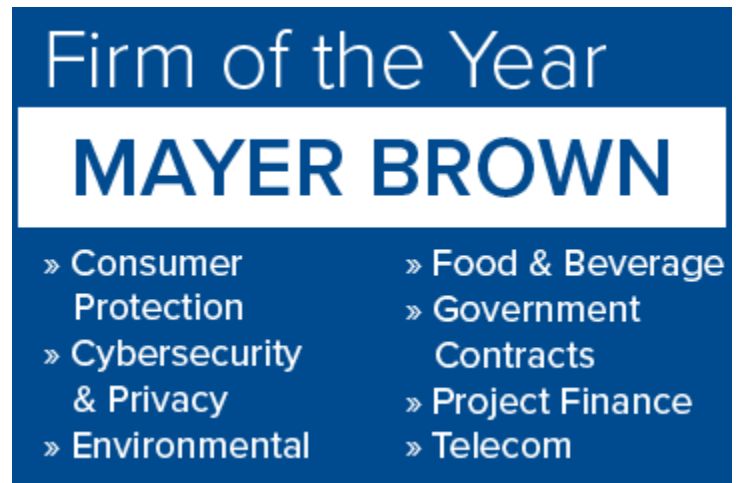 Firm of the Year
MAYER BROWN
» Consumer
Protection
» Cybersecurity
& Privacy
» Environmental
» Food & Beverage
» Government
Contracts
» Project Finance
» Telecom